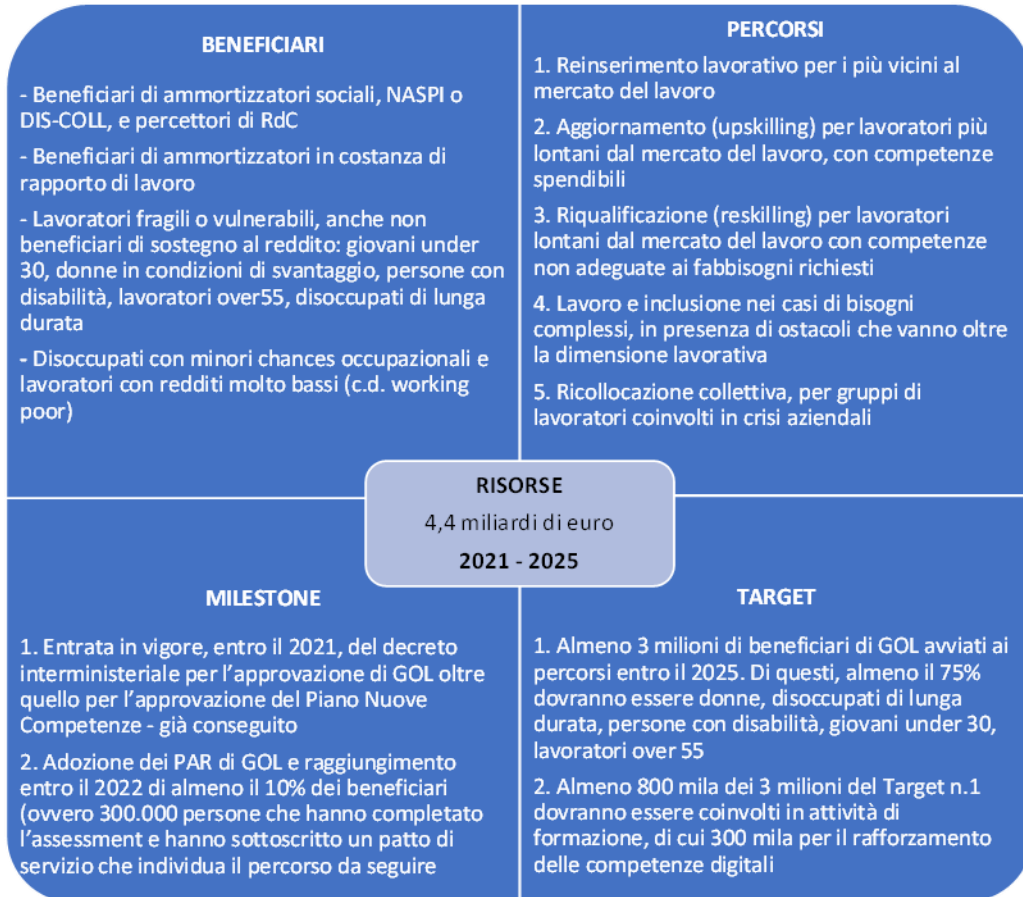 BENEFICIARI
- Beneficiari di ammortizzatori sociali, NASPI o
DIS-COLL, e percettori di RdC
- Beneficiari di ammortizzatori in costanza di
rapporto di lavoro
- Lavoratori fragili o vulnerabili, anche non
beneficiari di sostegno al reddito: giovani under
30, donne in condizioni di svantaggio, persone con
disabilità, lavoratori over55, disoccupati di lunga
durata
- Disoccupati con minori chances occupazionali e
lavoratori con redditi molto bassi (c.d. working
poor)
PERCORSI
1. Reinserimento lavorativo per i più vicini al
mercato del lavoro
2. Aggiornamento (upskilling) per lavoratori più
lontani dal mercato del lavoro, con competenze
spendibili
3. Riqualificazione (reskilling) per lavoratori
lontani dal mercato del lavoro con competenze
non adeguate ai fabbisogni richiesti
4. Lavoro e inclusione nei casi di bisogni
complessi, in presenza di ostacoli che vanno oltre
la dimensione lavorativa
5. Ricollocazione collettiva, per gruppi di
lavoratori coinvolti in crisi aziendali
RISORSE
4,4 miliardi di euro
2021 - 2025
MILESTONE
1. Entrata in vigore, entro il 2021, del decreto
interministeriale per l'approvazione di GOL oltre
quello per l'approvazione del Piano Nuove
Competenze - già conseguito
2. Adozione dei PAR di GOL e raggiungimento
entro il 2022 di almeno il 10% dei beneficiari
(ovvero 300.000 persone che hanno completato
l'assessment e hanno sottoscritto un patto di
servizio che individua il percorso da seguire
TARGET
1. Almeno 3 milioni di beneficiari di GOL avviati ai
percorsi entro il 2025. Di questi, almeno il 75%
dovranno essere donne, disoccupati di lunga
durata, persone con disabilità, giovani under 30,
lavoratori over 55
2. Almeno 800 mila dei 3 milioni del Target n.1
dovranno essere coinvolti in attività di
formazione, di cui 300 mila per il rafforzamento
delle competenze digitali